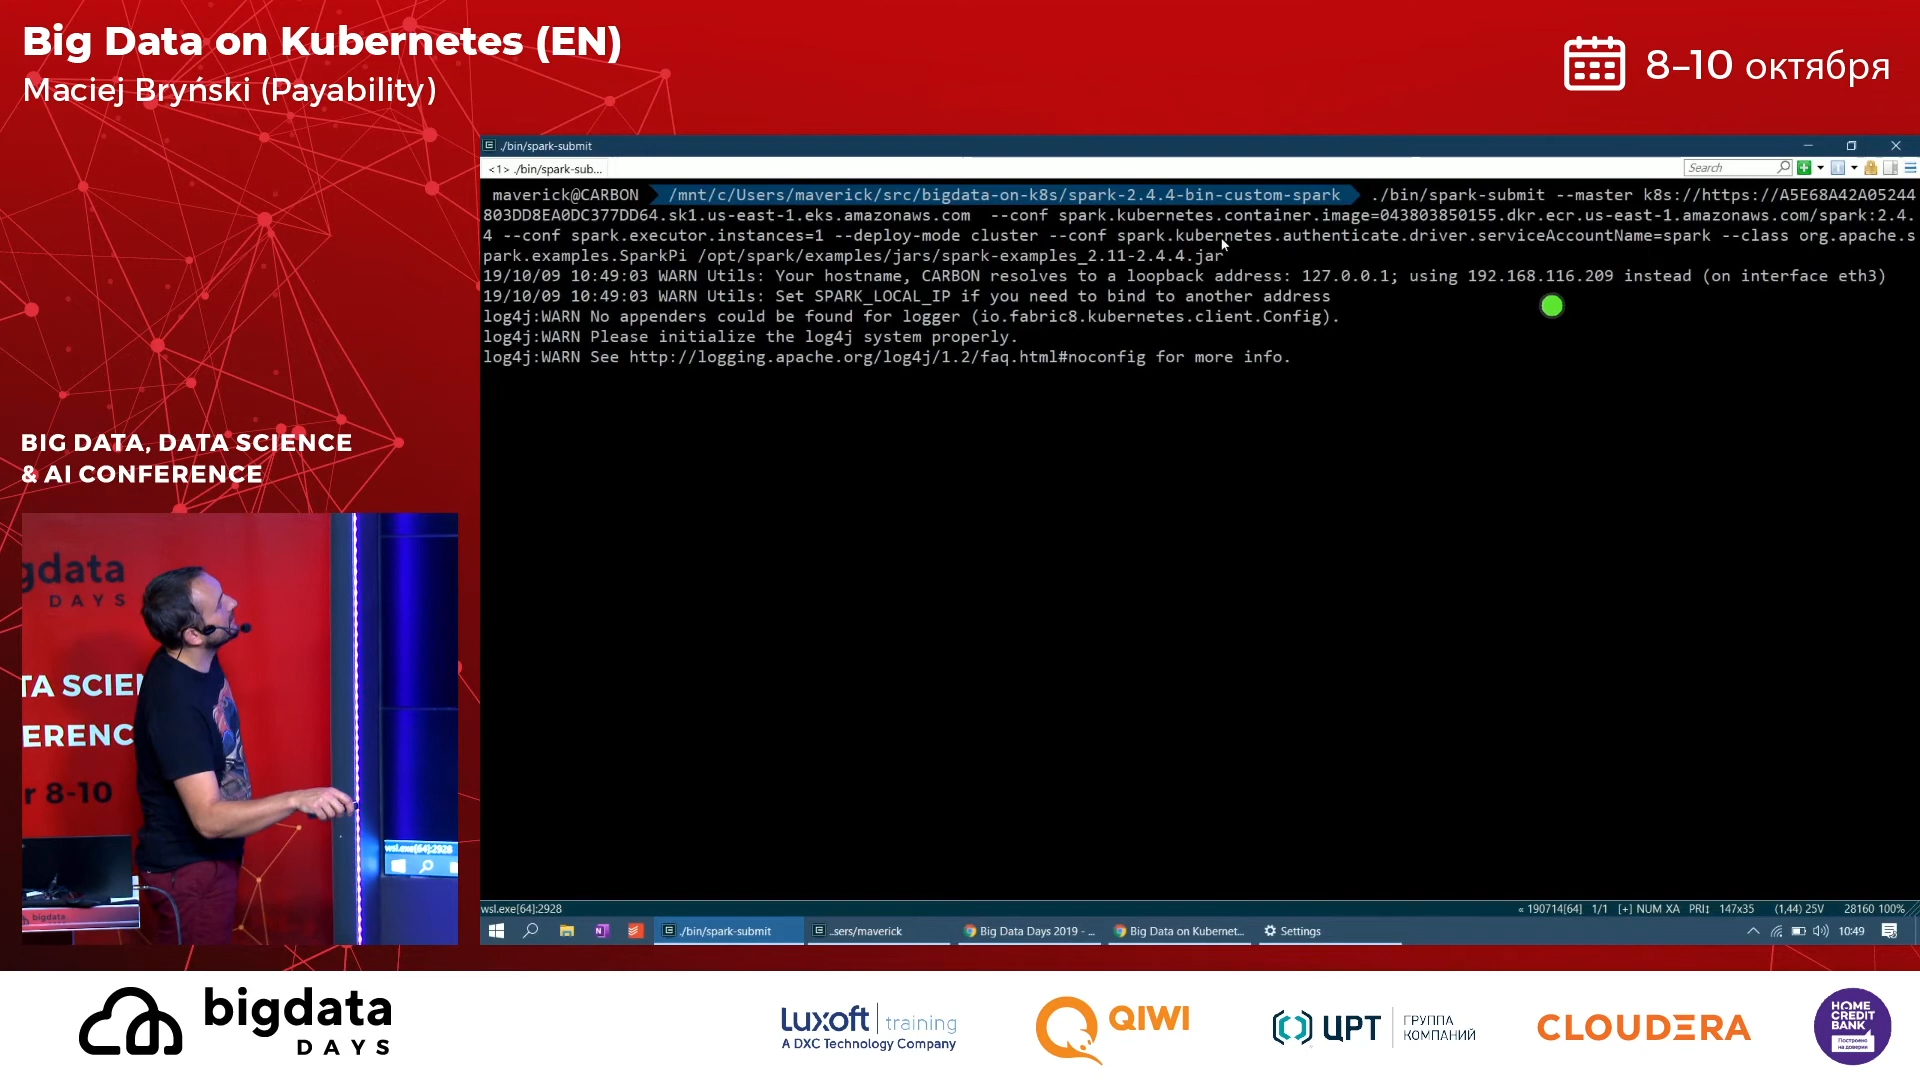 Big Data on Kubernetes (EN)
Maciej Bryński (Payability)
8–10 октября
./bin/spark-submit
<1> ./bin/spark-sub...
Search
maverick@CARBON /mnt/c/Users/maverick/src/bigdata-on-k8s/spark-2.4.4-bin-custom-spark ./bin/spark-submit --master k8s://https://A5E68A42A05244
803DD8EA0DC377DD64.sk1.us-east-1.eks.amazonaws.com --conf spark.kubernetes.container.image=043803850155.dkr.ecr.us-east-1.amazonaws.com/spark:2.4.
4 --conf spark.executor.instances=1 --deploy-mode cluster --conf spark.kubernetes.authenticate.driver.serviceAccountName=spark --class org.apache.s
park.examples.SparkPi /opt/spark/examples/jars/spark-examples_2.11-2.4.4.jar
19/10/09 10:49:03 WARN Utils: Your hostname, CARBON resolves to a loopback address: 127.0.0.1; using 192.168.116.209 instead (on interface eth3)
19/10/09 10:49:03 WARN Utils: Set SPARK_LOCAL_IP if you need to bind to another address
log4j:WARN No appenders could be found for logger (io.fabric8.kubernetes.client.Config).
log4j:WARN Please initialize the log4j system properly.
log4j:WARN See http://logging.apache.org/log4j/1.2/faq.html#noconfig for more info.
BIG DATA, DATA SCIENCE
& AI CONFERENCE
gdata
DAYS
TA SCIEN
ERENC
r 8-10
wsl.exe[64]:2928
bigdata
wsl.exe[64]:2928
« 190714[64] 1/1 [+] NUM XA PRI↕ 147x35 (1,44) 25V 28160 100%
./bin/spark-submit
..sers/maverick
Big Data Days 2019 - ...
Big Data on Kubernet...
Settings
10:49
bigdata
DAYS
luxoft training
A DXC Technology Company
QIWI
ЦРТ ГРУППА
КОМПАНИЙ
CLOUDERA
HOME
CREDIT
BANK
Построено
на доверии